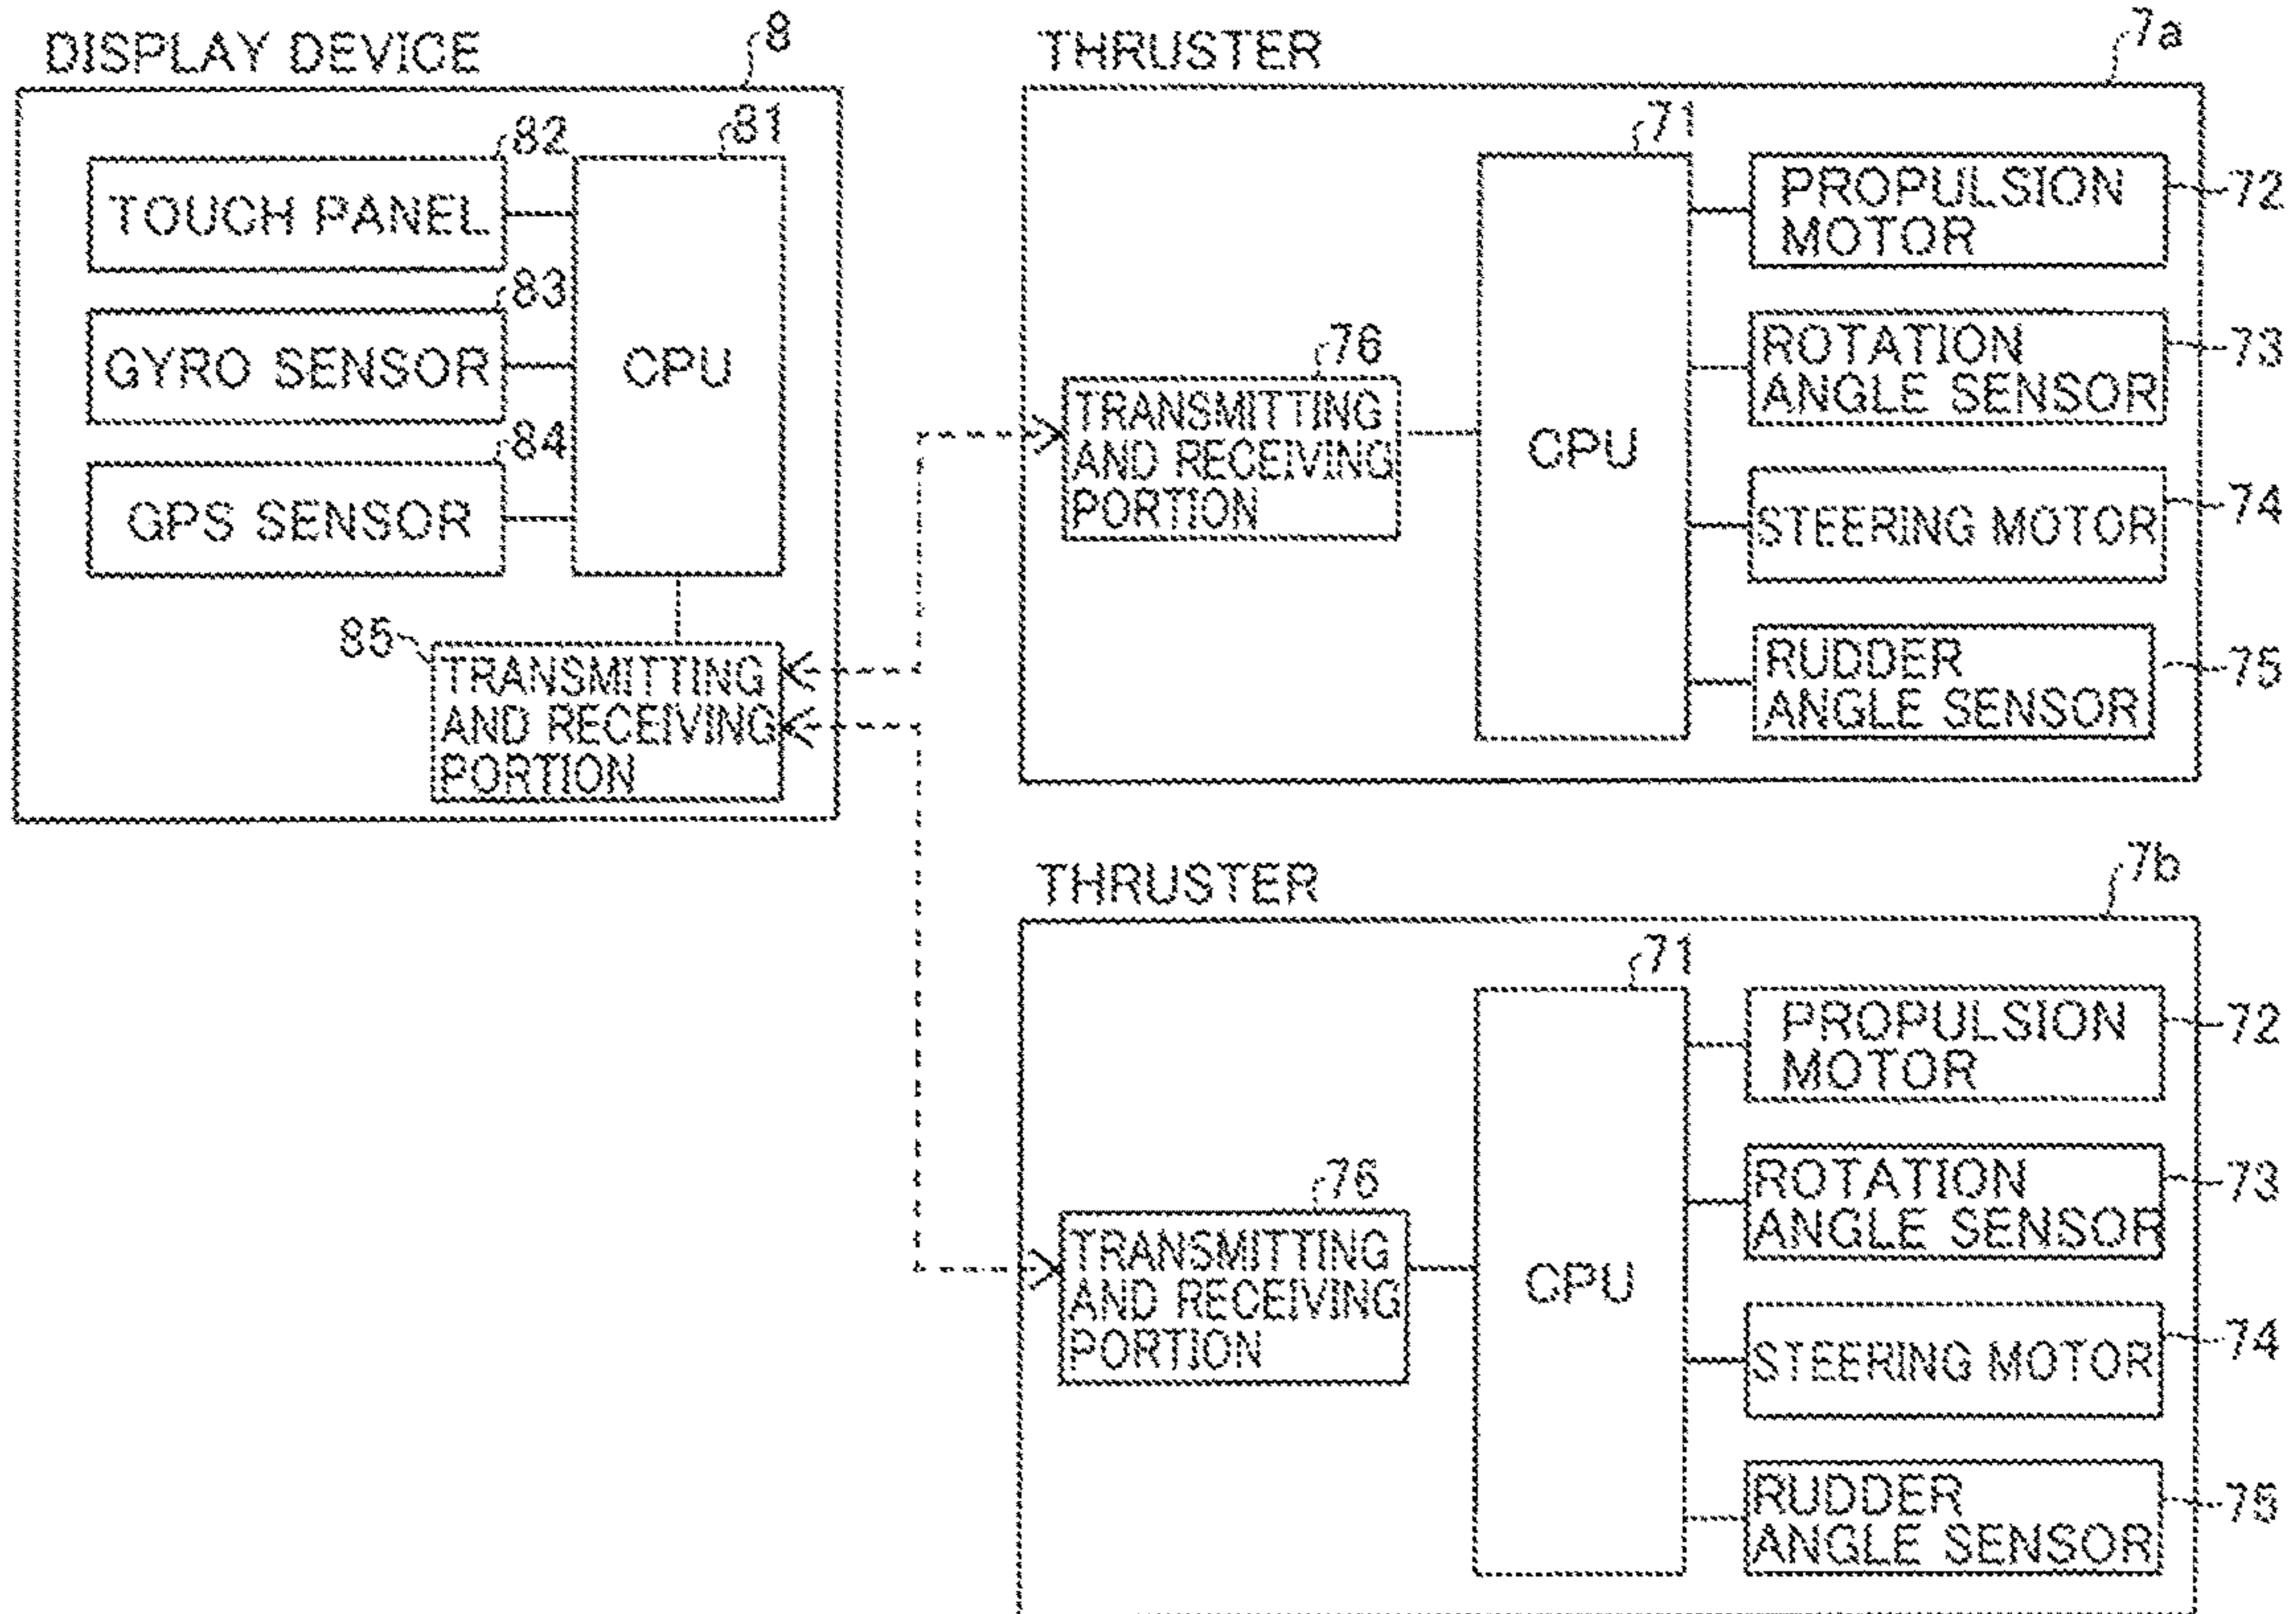 DISPLAY DEVICE
8
82
81
TOUCH PANEL
83
GYRO SENSOR
CPU
84
GPS SENSOR
85
TRANSMITTING
AND RECEIVING
PORTION
THRUSTER
7a
71
PROPULSION
MOTOR
72
76
ROTATION
ANGLE SENSOR
73
TRANSMITTING
AND RECEIVING
PORTION
CPU
STEERING MOTOR
74
RUDDER
ANGLE SENSOR
75
THRUSTER
7b
71
PROPULSION
MOTOR
72
76
ROTATION
ANGLE SENSOR
73
TRANSMITTING
AND RECEIVING
PORTION
CPU
STEERING MOTOR
74
RUDDER
ANGLE SENSOR
75